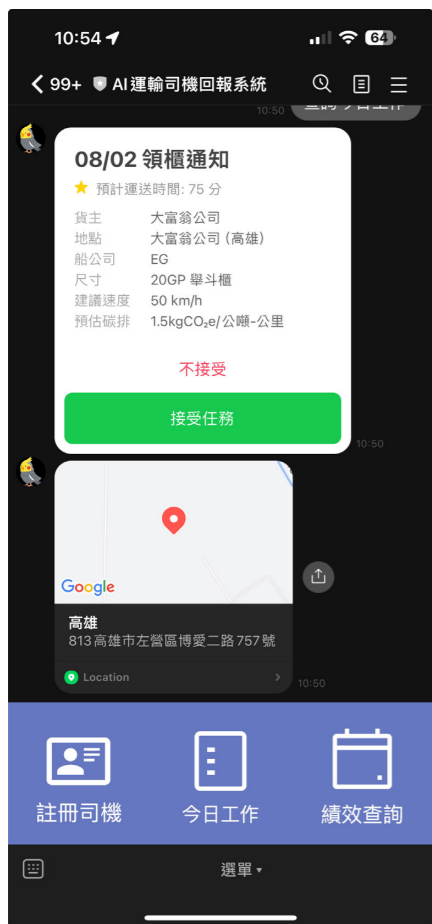 10:54
64
99+ AI運輸司機回報系統
10:50
08/02 領櫃通知
預計運送時間: 75 分
貨主 大富翁公司
地點 大富翁公司 (高雄)
船公司 EG
尺寸 20GP 舉斗櫃
建議速度 50 km/h
預估碳排 1.5kgCO₂e/公噸-公里
不接受
接受任務
10:50
Google
高雄
813高雄市左營區博愛二路757號
Location
10:50
註冊司機 今日工作 績效查詢
選單